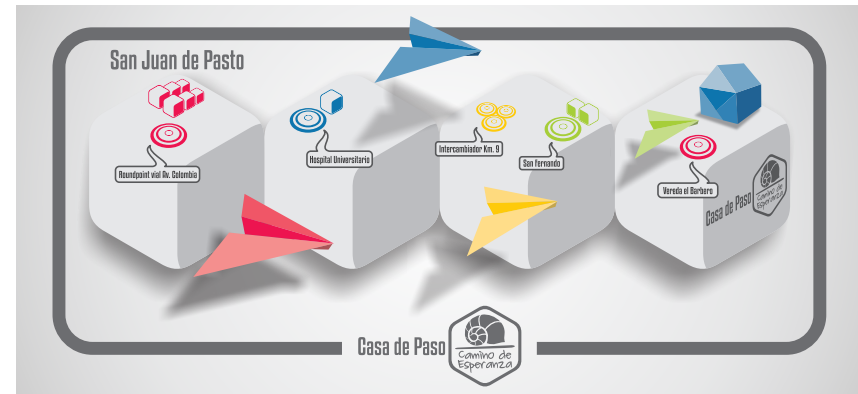 San Juan de Pasto
Roundpoint vial Av. Colombia
Hospital Universitario
Intercambiador Km. 9
San Fernando
Vereda el Barbero
Casa de Paso
Camino de
Esperanza
Casa de Paso
Camino de
Esperanza